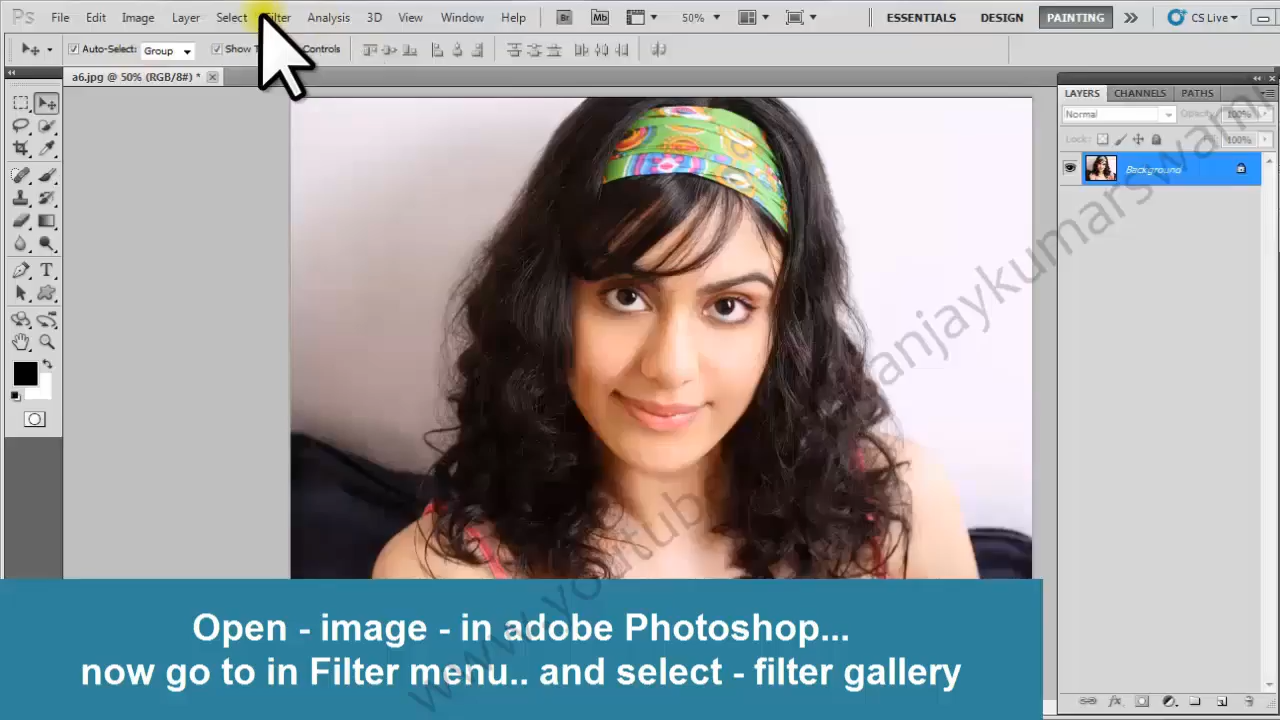 Ps File Edit Image Layer Select Filter Analysis 3D View Window Help Br Mb 50% ESSENTIALS DESIGN PAINTING CS Live
Auto-Select: Group Show Controls
a6.jpg @ 50% (RGB/8#) *
LAYERS CHANNELS PATHS
Normal Opacity: 100%
Lock: 100%
Background
Open - image - in adobe Photoshop...
now go to in Filter menu.. and select - filter gallery